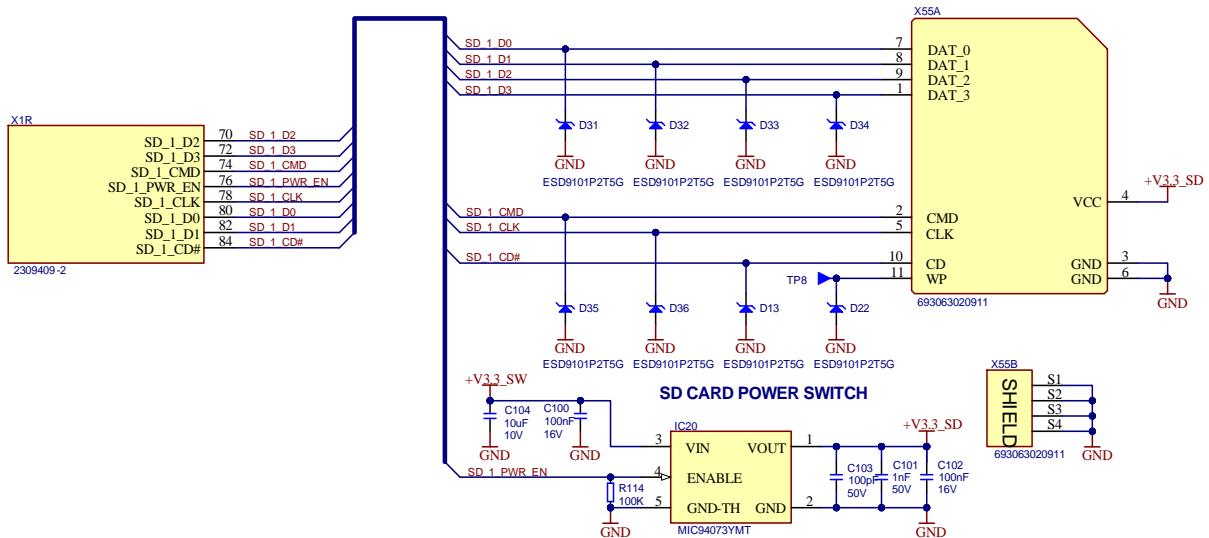 X55A
SD_1_D0
7
DAT_0
SD_1_D1
8
DAT_1
SD_1_D2
9
DAT_2
SD_1_D3
1
DAT_3
X1R
SD_1_D2
70
SD_1_D2
SD_1_D3
72
SD_1_D3
SD_1_CMD
74
SD_1_CMD
SD_1_PWR_EN
76
SD_1_PWR_EN
SD_1_CLK
78
SD_1_CLK
SD_1_D0
80
SD_1_D0
SD_1_D1
82
SD_1_D1
SD_1_CD#
84
SD_1_CD#
2309409-2
D31
D32
D33
D34
GND
GND
GND
GND
ESD9101P2T5G
ESD9101P2T5G
ESD9101P2T5G
ESD9101P2T5G
+V3.3_SD
VCC
4
SD_1_CMD
2
CMD
SD_1_CLK
5
CLK
SD_1_CD#
10
CD
GND
3
TP8
11
WP
GND
6
GND
693063020911
D35
D36
D13
D22
GND
GND
GND
GND
ESD9101P2T5G
ESD9101P2T5G
ESD9101P2T5G
ESD9101P2T5G
SD CARD POWER SWITCH
+V3.3_SW
C104
10uF
10V
GND
C100
100nF
16V
GND
IC20
3
VIN
VOUT
1
SD_1_PWR_EN
4
ENABLE
R114
100K
5
GND-TH
GND
2
GND
MIC94073YMT
+V3.3_SD
C103
100pF
50V
C101
1nF
50V
C102
100nF
16V
GND
X55B
SHIELD
S1
S2
S3
S4
GND
693063020911